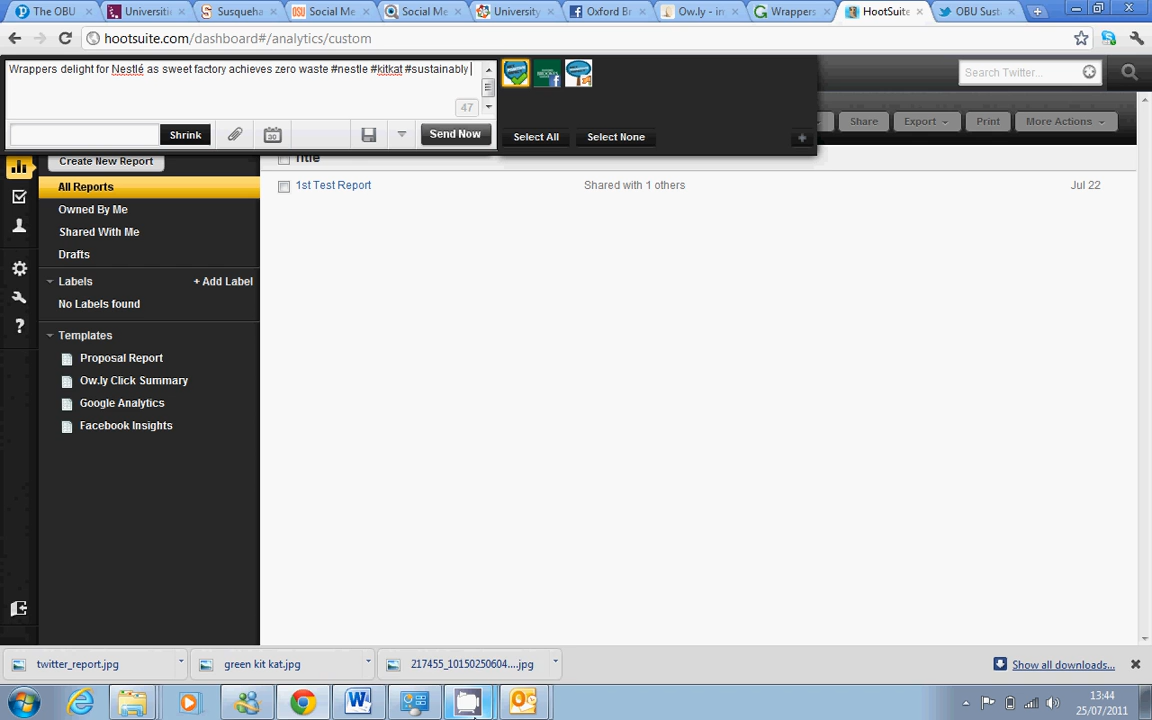 The OBU
Universiti
Susqueha
Social Me
Social Me
University
Oxford Br
Ow.ly - im
Wrappers
HootSuite
OBU Sust
hootsuite.com/dashboard#/analytics/custom
Wrappers delight for Nestlé as sweet factory achieves zero waste #nestle #kitkat #sustainably
47
Shrink
30
Send Now
Select All
Select None
Search Twitter...
Share
Export
Print
More Actions
Create New Report
Title
All Reports
1st Test Report
Shared with 1 others
Jul 22
Owned By Me
Shared With Me
Drafts
Labels
+ Add Label
No Labels found
Templates
Proposal Report
Ow.ly Click Summary
Google Analytics
Facebook Insights
twitter_report.jpg
green kit kat.jpg
217455_10150250604....jpg
Show all downloads...
13:44
25/07/2011